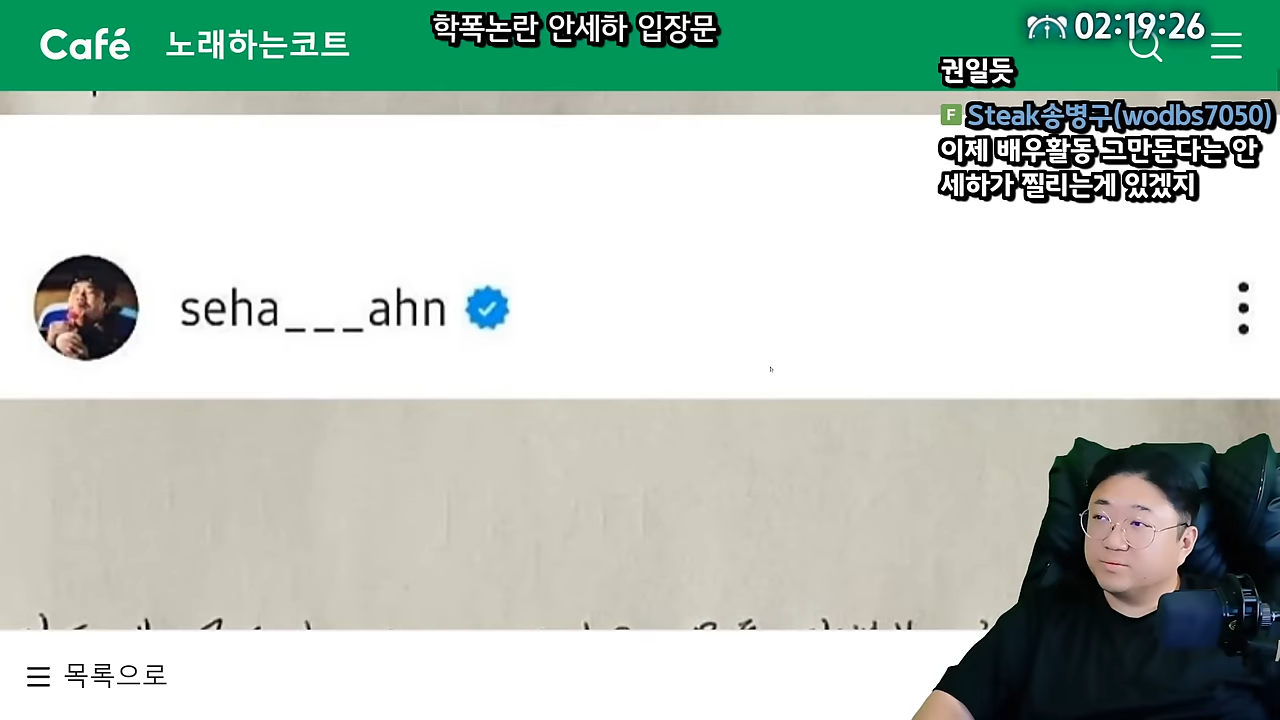 Café 노래하는코트
학폭논란 안세하 입장문
02:19:26
권일듯
F Steak송병구(wodbs7050)
이제 배우활동 그만둔다는 안
세하가 찔리는게 있겠지
seha___ahn
목록으로